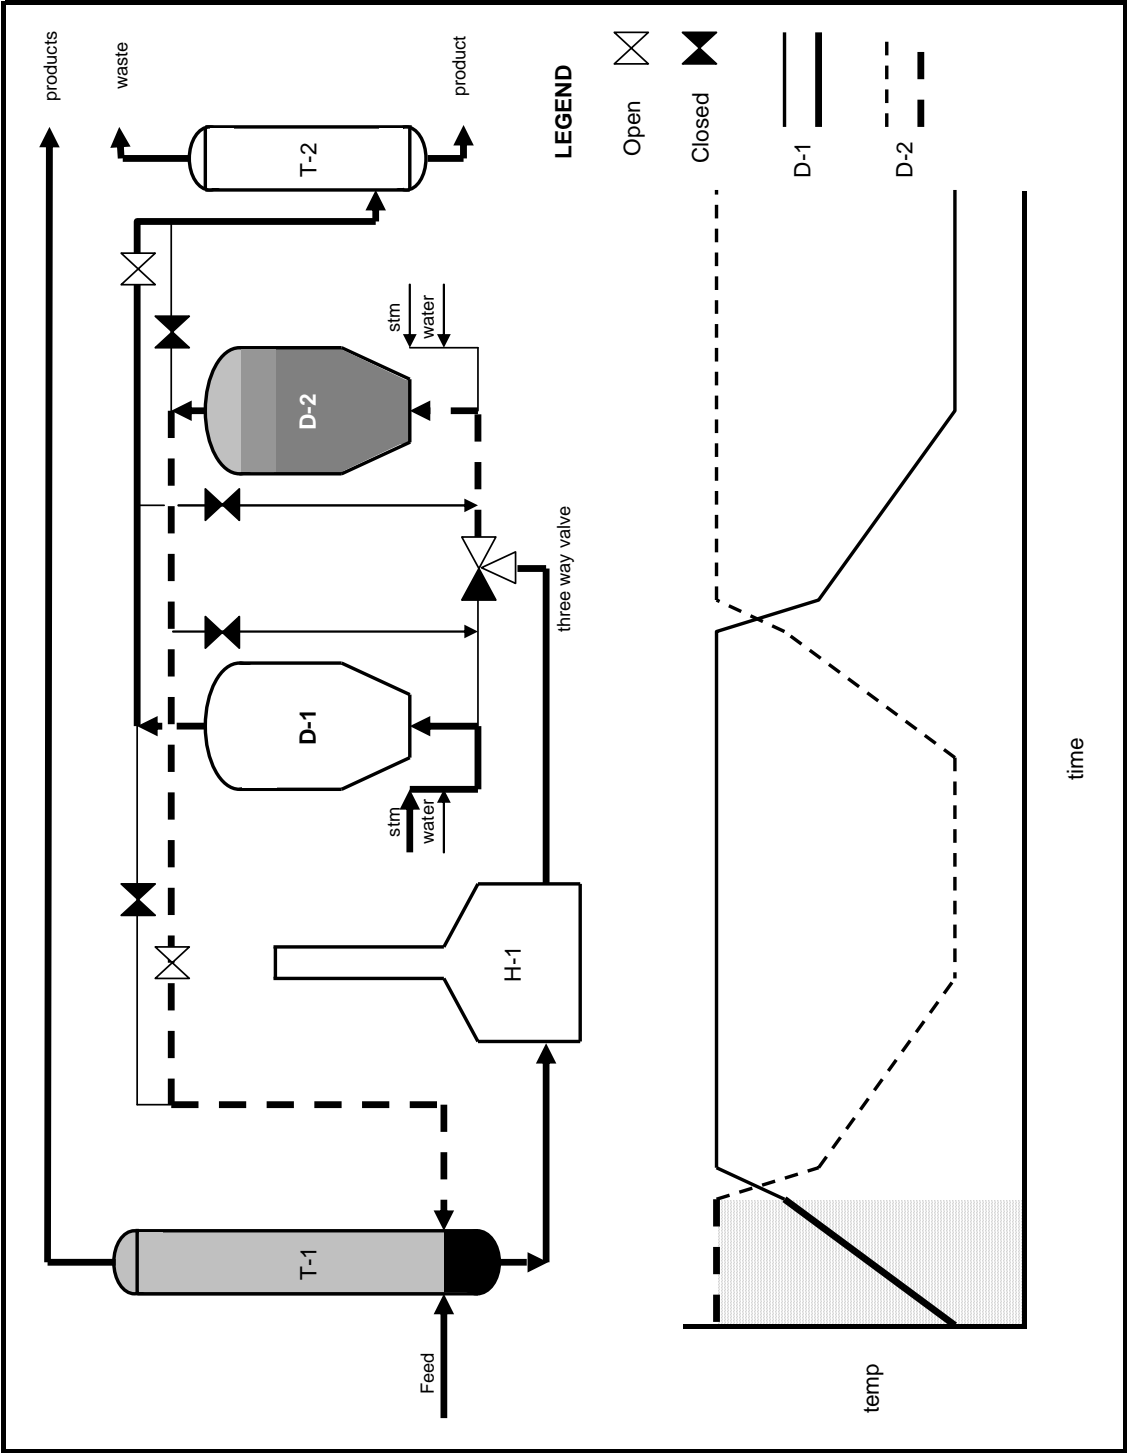 products
waste
T-2
product
stm
water
D-2
three way valve
D-1
stm
water
H-1
T-1
Feed
LEGEND
Open
Closed
D-1
D-2
temp
time